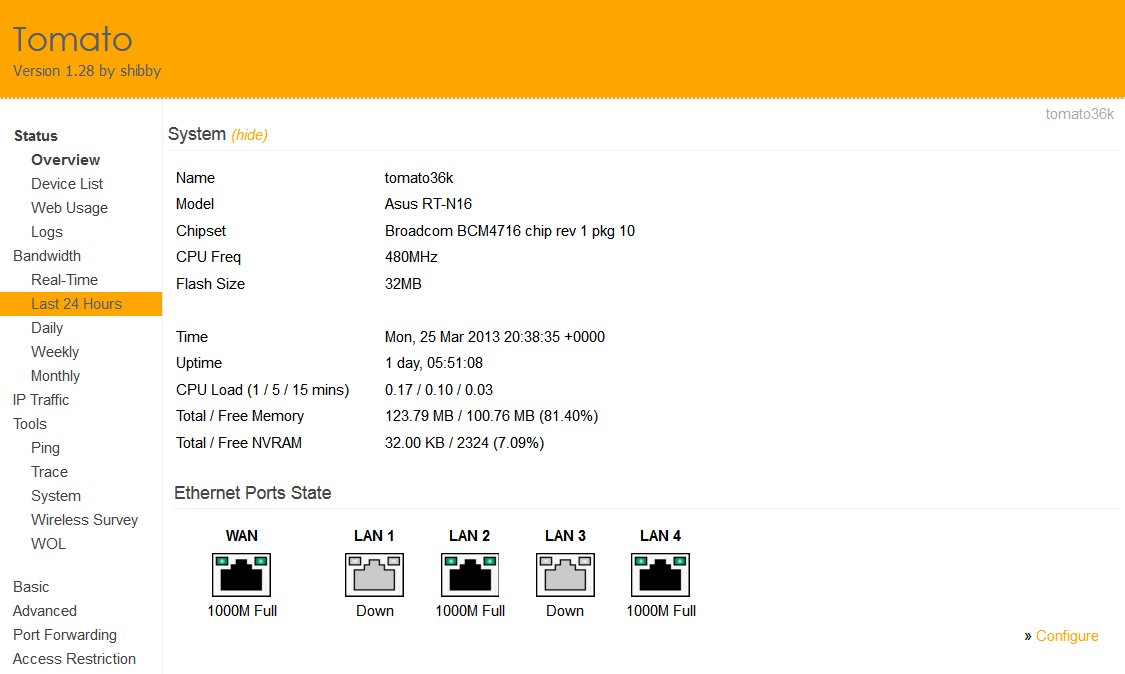 Tomato
Version 1.28 by shibby
tomato36k
Status
Overview
Device List
Web Usage
Logs
Bandwidth
Real-Time
Last 24 Hours
Daily
Weekly
Monthly
IP Traffic
Tools
Ping
Trace
System
Wireless Survey
WOL
Basic
Advanced
Port Forwarding
Access Restriction
System (hide)
Name tomato36k
Model Asus RT-N16
Chipset Broadcom BCM4716 chip rev 1 pkg 10
CPU Freq 480MHz
Flash Size 32MB
Time Mon, 25 Mar 2013 20:38:35 +0000
Uptime 1 day, 05:51:08
CPU Load (1 / 5 / 15 mins) 0.17 / 0.10 / 0.03
Total / Free Memory 123.79 MB / 100.76 MB (81.40%)
Total / Free NVRAM 32.00 KB / 2324 (7.09%)
Ethernet Ports State
WAN LAN 1 LAN 2 LAN 3 LAN 4
1000M Full Down 1000M Full Down 1000M Full
» Configure